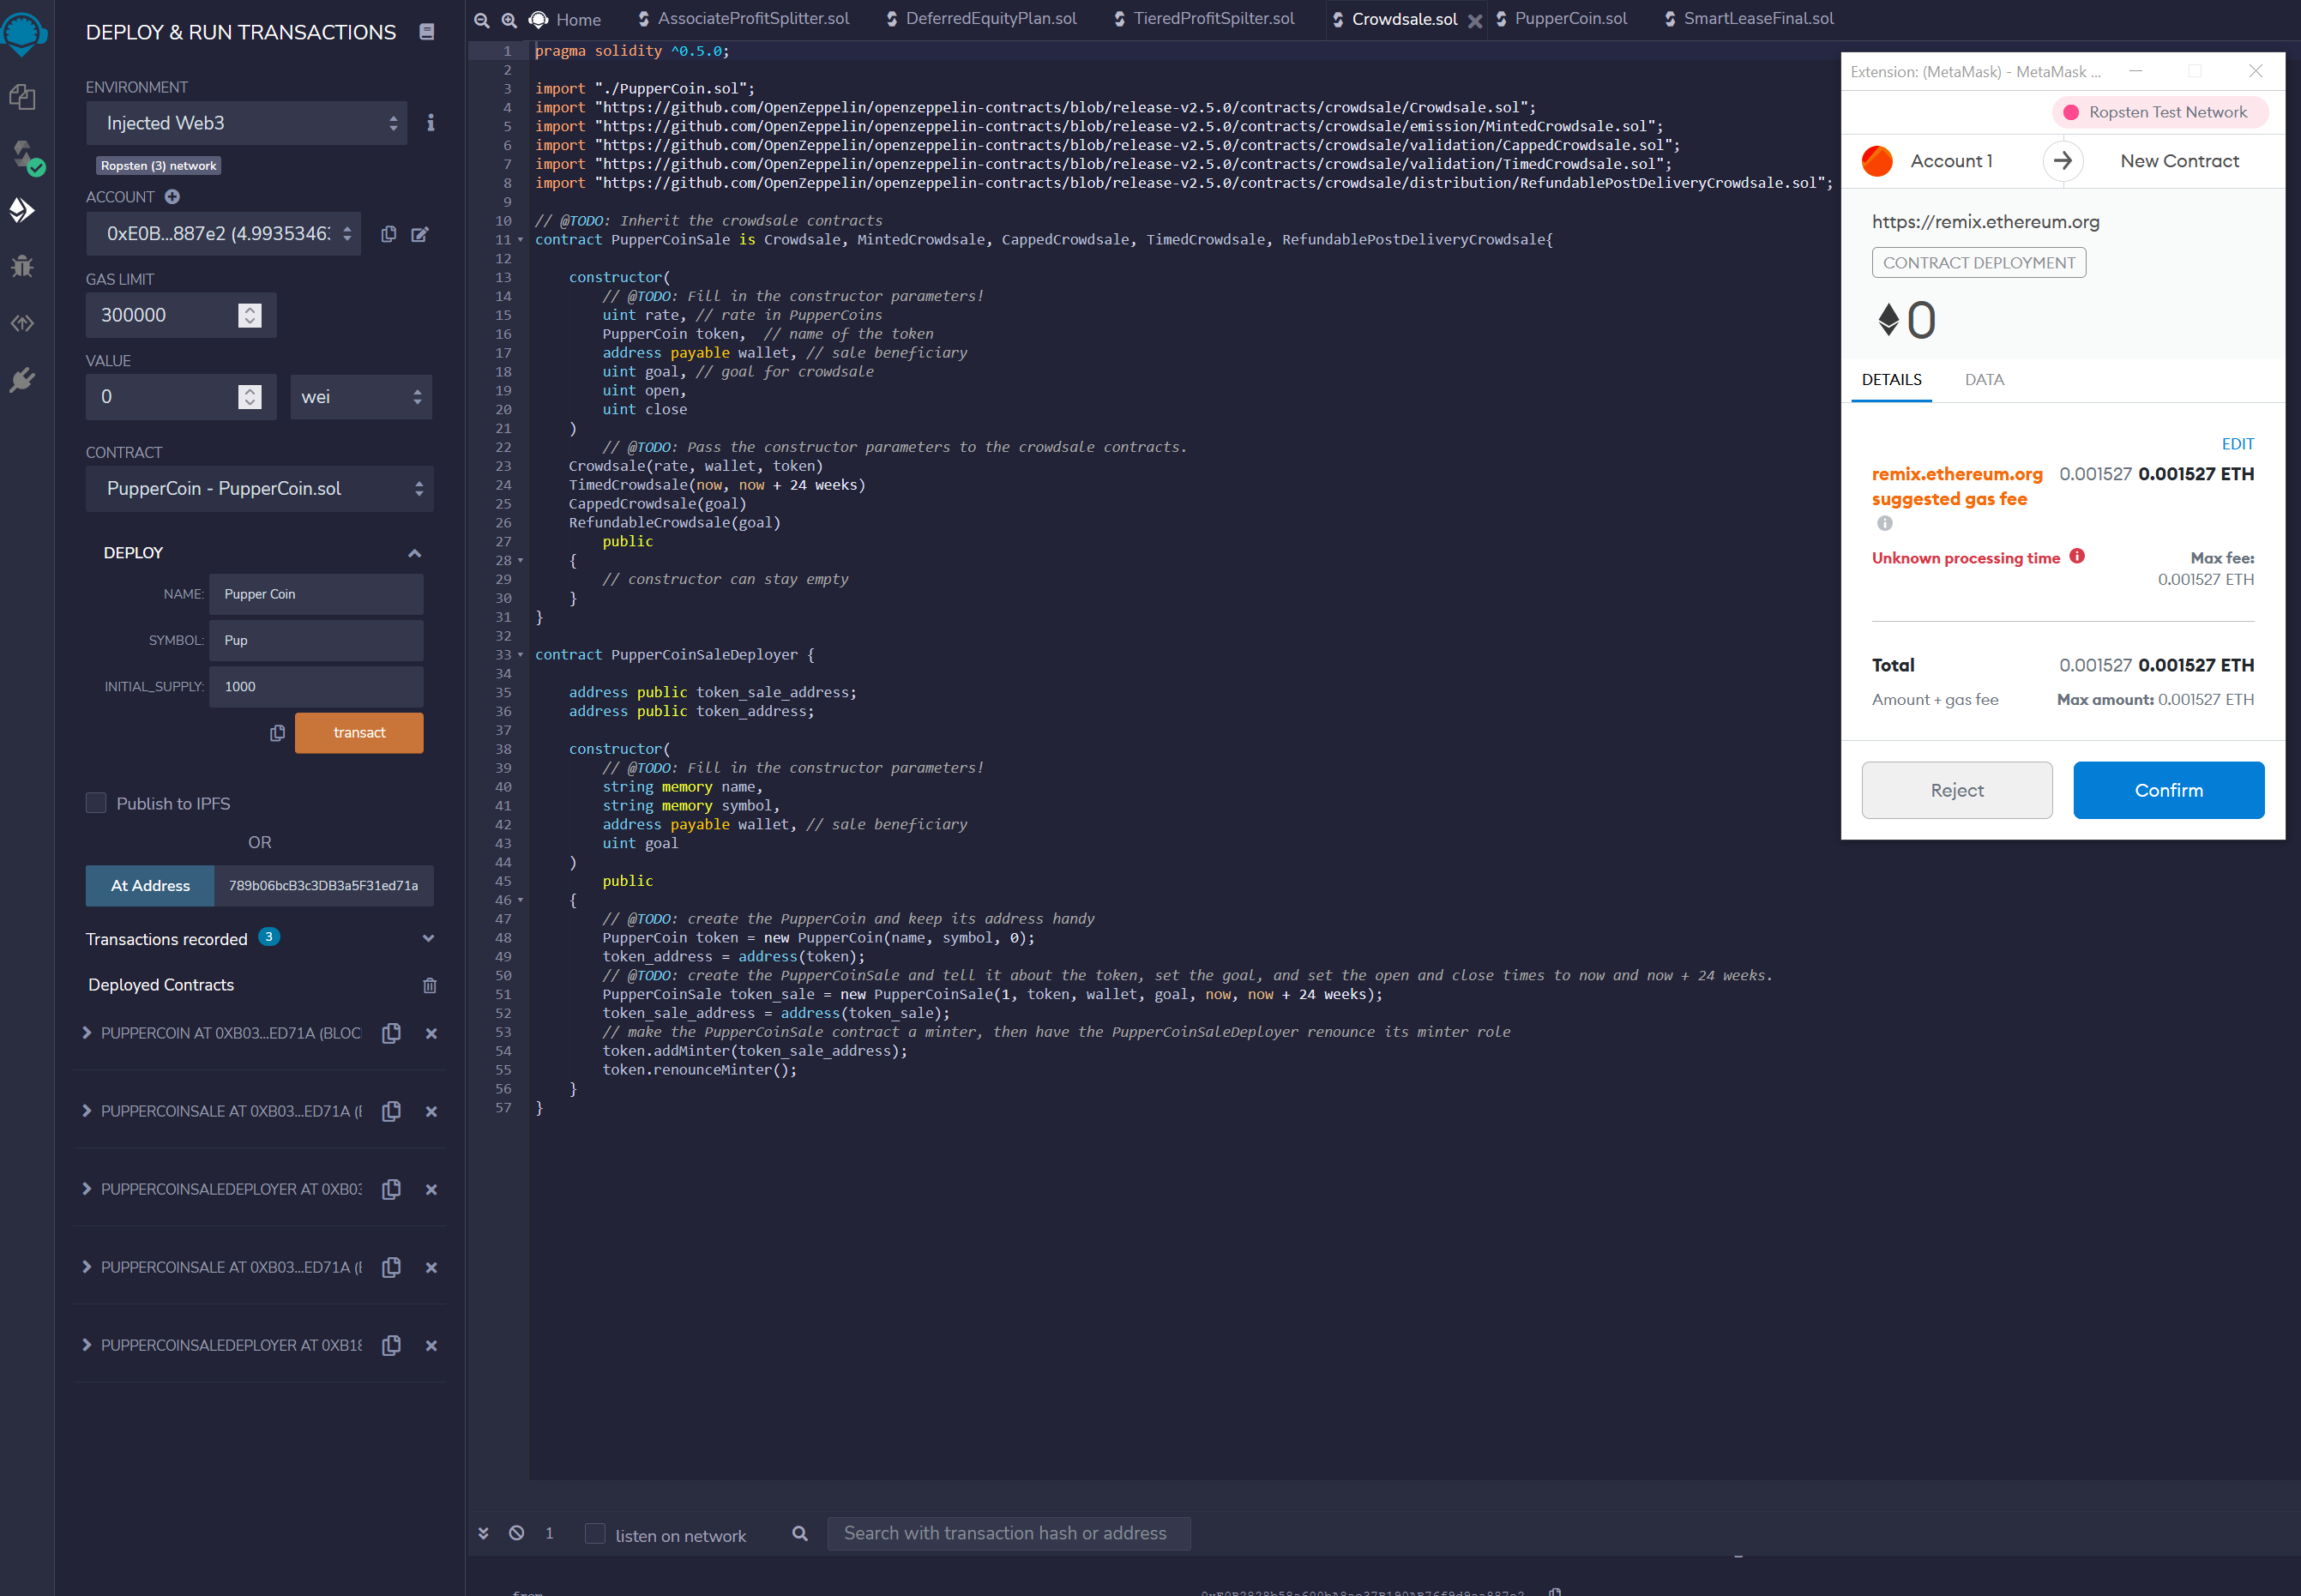 DEPLOY & RUN TRANSACTIONS
ENVIRONMENT
Injected Web3
Ropsten (3) network
ACCOUNT
0xE0B...887e2 (4.9935346
GAS LIMIT
300000
VALUE
0
wei
CONTRACT
PupperCoin - PupperCoin.sol
DEPLOY
NAME: Pupper Coin
SYMBOL: Pup
INITIAL_SUPPLY: 1000
transact
Publish to IPFS
OR
At Address 789b06bcB3c3DB3a5F31ed71a
Transactions recorded 3
Deployed Contracts
PUPPERCOIN AT 0XB03...ED71A (BLOC
PUPPERCOINSALE AT 0XB03...ED71A (
PUPPERCOINSALEDEPLOYER AT 0XB03
PUPPERCOINSALE AT 0XB03...ED71A (
PUPPERCOINSALEDEPLOYER AT 0XB18
Home AssociateProfitSplitter.sol DeferredEquityPlan.sol TieredProfitSpilter.sol Crowdsale.sol PupperCoin.sol SmartLeaseFinal.sol
1 pragma solidity ^0.5.0;
2
3 import "./PupperCoin.sol";
4 import "https://github.com/OpenZeppelin/openzeppelin-contracts/blob/release-v2.5.0/contracts/crowdsale/Crowdsale.sol";
5 import "https://github.com/OpenZeppelin/openzeppelin-contracts/blob/release-v2.5.0/contracts/crowdsale/emission/MintedCrowdsale.sol";
6 import "https://github.com/OpenZeppelin/openzeppelin-contracts/blob/release-v2.5.0/contracts/crowdsale/validation/CappedCrowdsale.sol";
7 import "https://github.com/OpenZeppelin/openzeppelin-contracts/blob/release-v2.5.0/contracts/crowdsale/validation/TimedCrowdsale.sol";
8 import "https://github.com/OpenZeppelin/openzeppelin-contracts/blob/release-v2.5.0/contracts/crowdsale/distribution/RefundablePostDeliveryCrowdsale.sol";
9
10 // @TODO: Inherit the crowdsale contracts
11 contract PupperCoinSale is Crowdsale, MintedCrowdsale, CappedCrowdsale, TimedCrowdsale, RefundablePostDeliveryCrowdsale{
12
13 constructor(
14 // @TODO: Fill in the constructor parameters!
15 uint rate, // rate in PupperCoins
16 PupperCoin token, // name of the token
17 address payable wallet, // sale beneficiary
18 uint goal, // goal for crowdsale
19 uint open,
20 uint close
21 )
22 // @TODO: Pass the constructor parameters to the crowdsale contracts.
23 Crowdsale(rate, wallet, token)
24 TimedCrowdsale(now, now + 24 weeks)
25 CappedCrowdsale(goal)
26 RefundableCrowdsale(goal)
27 public
28 {
29 // constructor can stay empty
30 }
31 }
32
33 contract PupperCoinSaleDeployer {
34
35 address public token_sale_address;
36 address public token_address;
37
38 constructor(
39 // @TODO: Fill in the constructor parameters!
40 string memory name,
41 string memory symbol,
42 address payable wallet, // sale beneficiary
43 uint goal
44 )
45 public
46 {
47 // @TODO: create the PupperCoin and keep its address handy
48 PupperCoin token = new PupperCoin(name, symbol, 0);
49 token_address = address(token);
50 // @TODO: create the PupperCoinSale and tell it about the token, set the goal, and set the open and close times to now and now + 24 weeks.
51 PupperCoinSale token_sale = new PupperCoinSale(1, token, wallet, goal, now, now + 24 weeks);
52 token_sale_address = address(token_sale);
53 // make the PupperCoinSale contract a minter, then have the PupperCoinSaleDeployer renounce its minter role
54 token.addMinter(token_sale_address);
55 token.renounceMinter();
56 }
57 }
1 listen on network Search with transaction hash or address
Extension: (MetaMask) - MetaMask ...
Ropsten Test Network
Account 1 New Contract
https://remix.ethereum.org
CONTRACT DEPLOYMENT
0
DETAILS DATA
EDIT
remix.ethereum.org 0.001527 0.001527 ETH
suggested gas fee
Unknown processing time Max fee:
0.001527 ETH
Total 0.001527 0.001527 ETH
Amount + gas fee Max amount: 0.001527 ETH
Reject Confirm